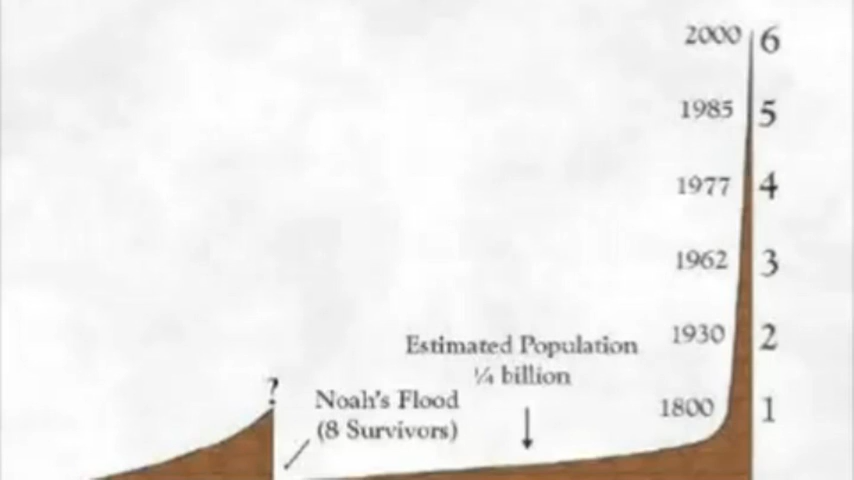 2000 6
1985 5
1977 4
1962 3
1930 2
Estimated Population
¼ billion
?
Noah's Flood
(8 Survivors)
1800 1